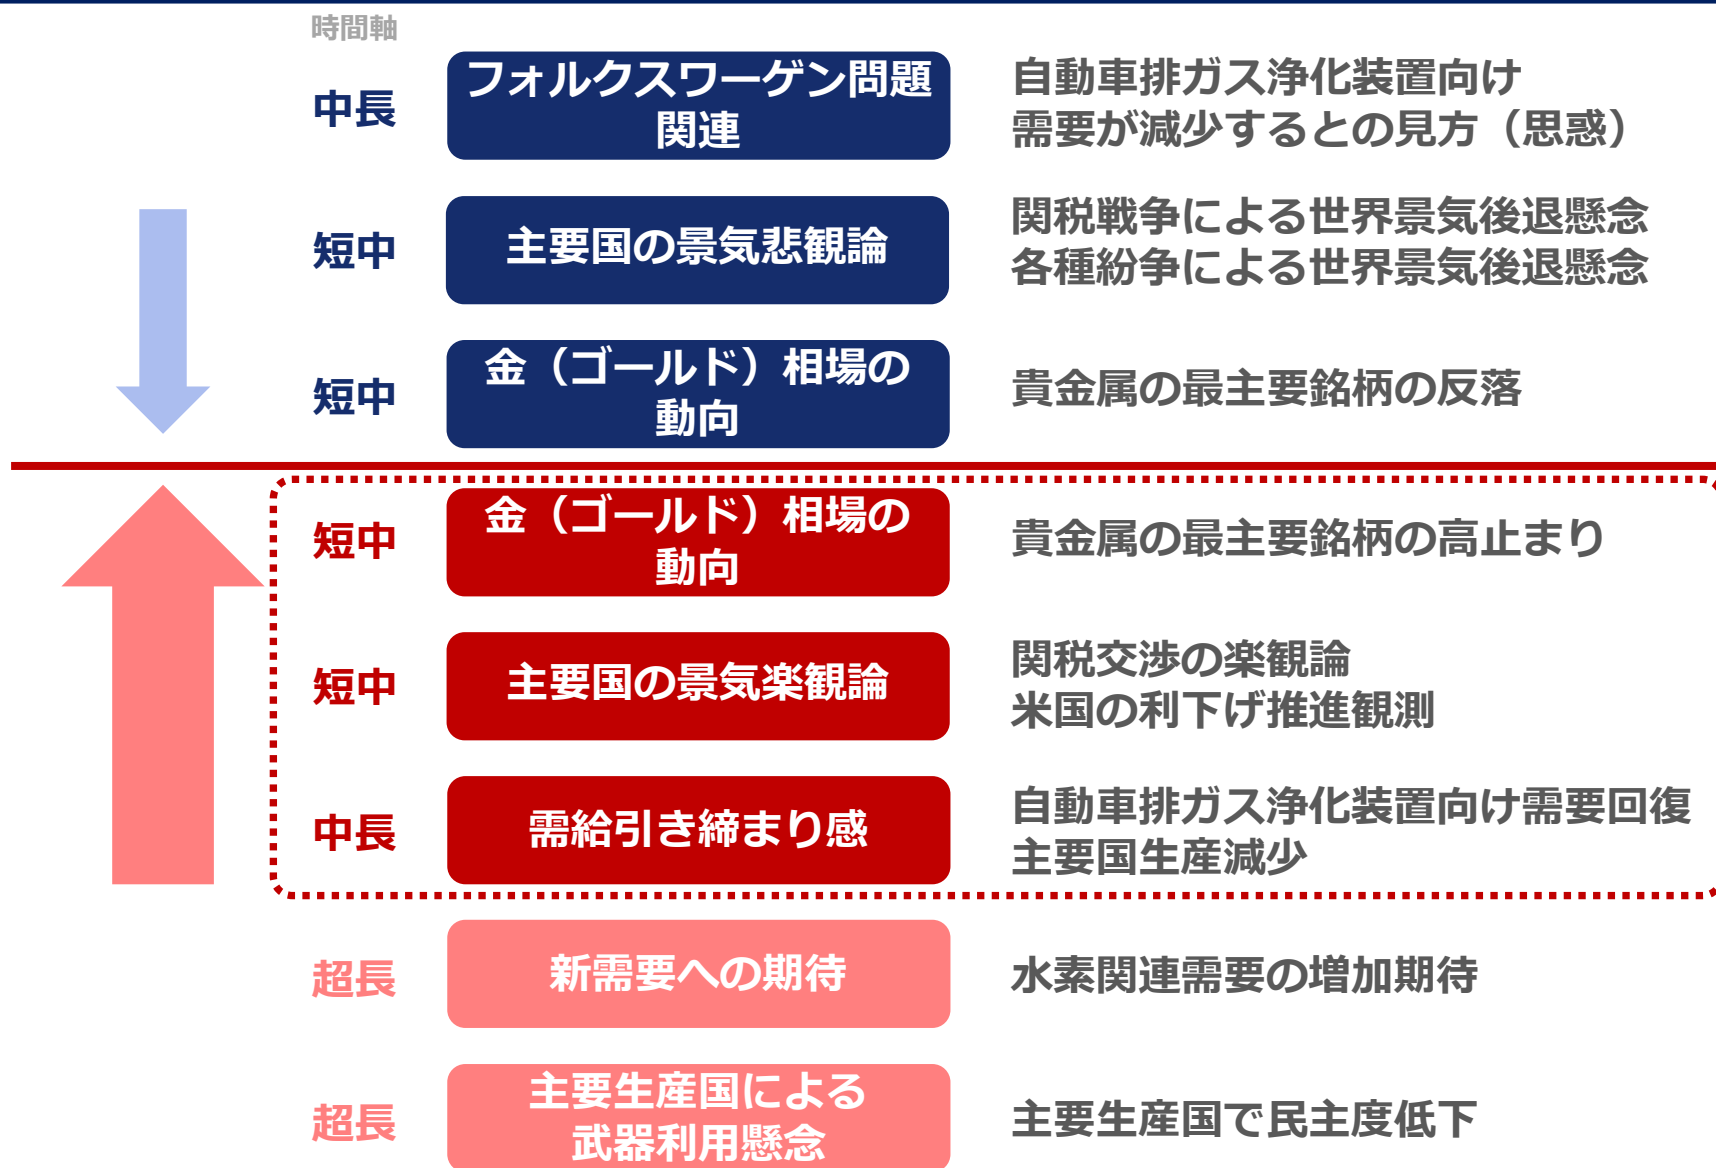 時間軸
中長
フォルクスワーゲン問題
関連
自動車排ガス浄化装置向け
需要が減少するとの見方（思惑）
短中
主要国の景気悲観論
関税戦争による世界景気後退懸念
各種紛争による世界景気後退懸念
短中
金（ゴールド）相場の
動向
貴金属の最主要銘柄の反落
短中
金（ゴールド）相場の
動向
貴金属の最主要銘柄の高止まり
短中
主要国の景気楽観論
関税交渉の楽観論
米国の利下げ推進観測
中長
需給引き締まり感
自動車排ガス浄化装置向け需要回復
主要国生産減少
超長
新需要への期待
水素関連需要の増加期待
超長
主要生産国による
武器利用懸念
主要生産国で民主度低下